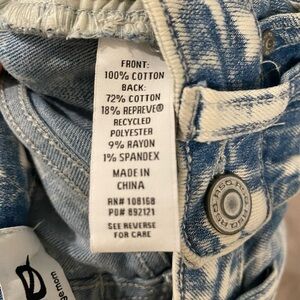 FRONT:
100% COTTON
BACK:
72% COTTON
18% REPREVE®
RECYCLED
POLYESTER
9% RAYON
1% SPANDEX
MADE IN
CHINA
RN# 108168
PO# 892121
SEE REVERSE
FOR CARE